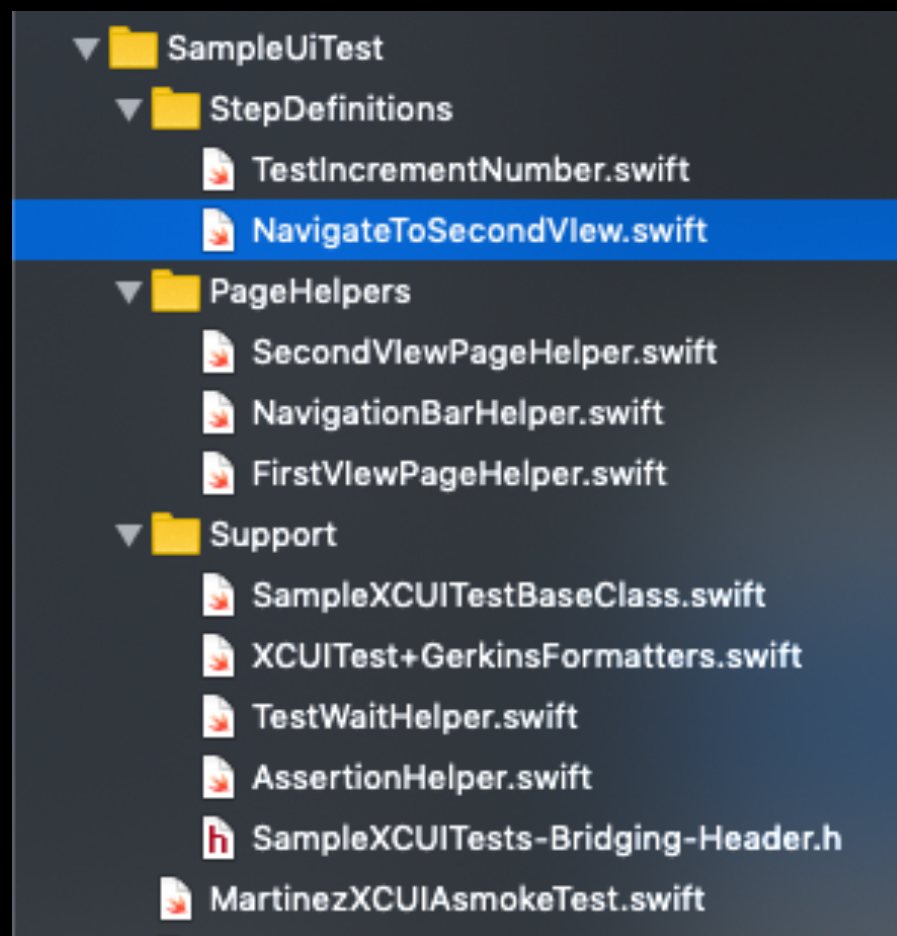 SampleUiTest
StepDefinitions
TestIncrementNumber.swift
NavigateToSecondVIew.swift
PageHelpers
SecondVIewPageHelper.swift
NavigationBarHelper.swift
FirstVIewPageHelper.swift
Support
SampleXCUITestBaseClass.swift
XCUITest+GerkinsFormatters.swift
TestWaitHelper.swift
AssertionHelper.swift
h SampleXCUITests-Bridging-Header.h
MartinezXCUIAsmokeTest.swift